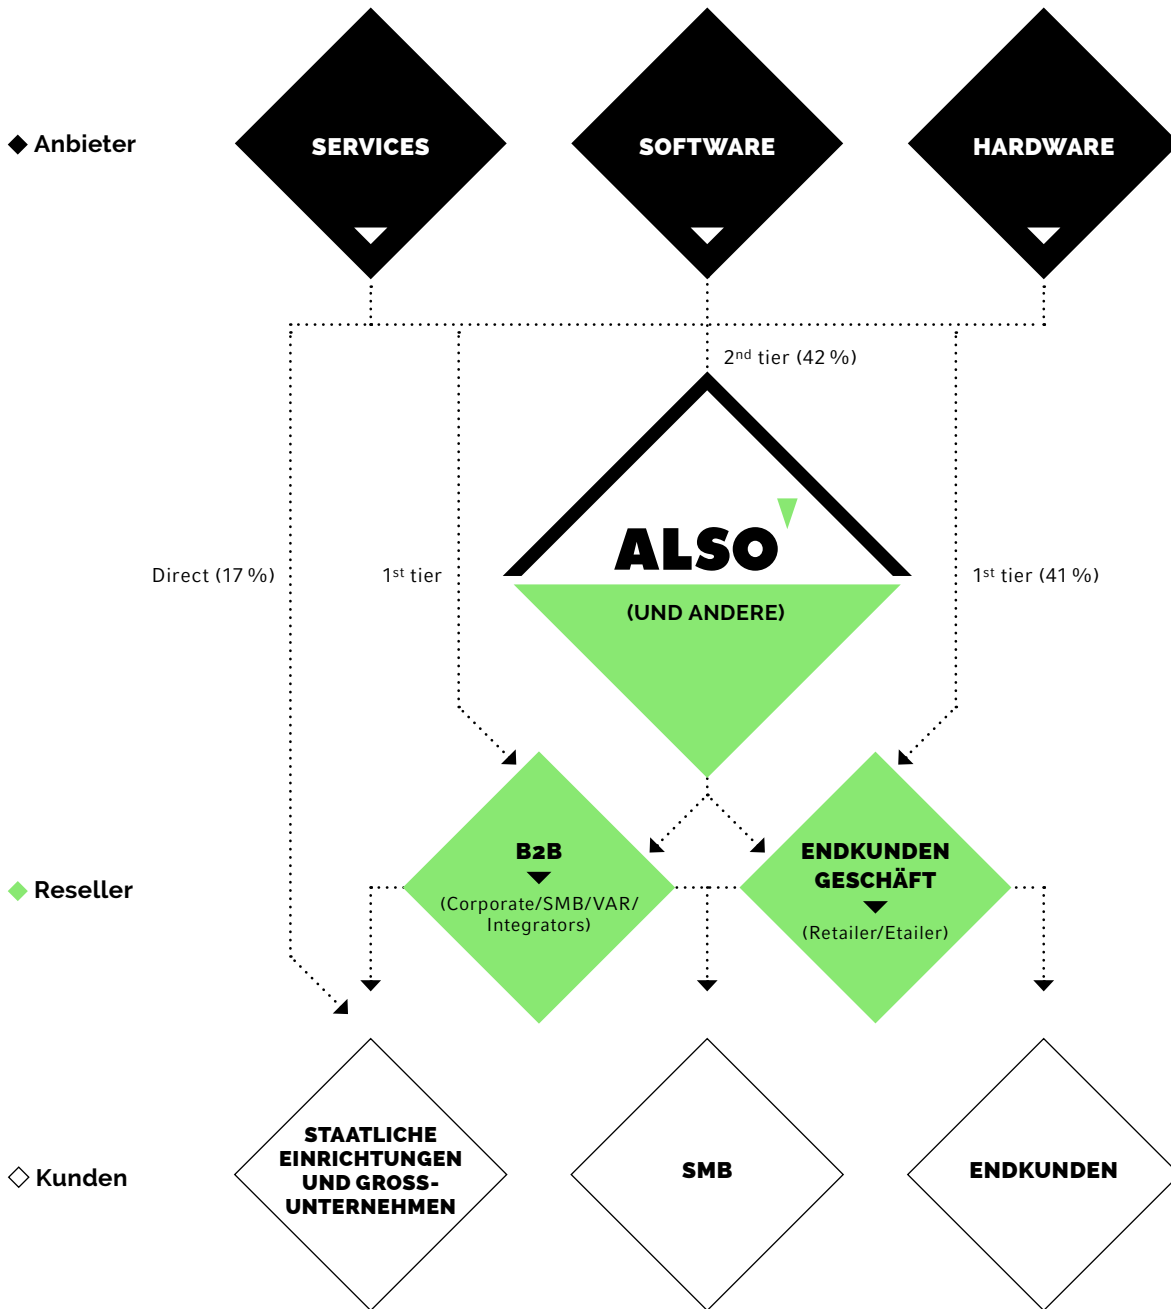 Anbieter
SERVICES
SOFTWARE
HARDWARE
2nd tier (42 %)
ALSO
(UND ANDERE)
Direct (17 %)
1st tier
1st tier (41 %)
Reseller
B2B
(Corporate/SMB/VAR/
Integrators)
ENDKUNDEN
GESCHÄFT
(Retailer/Etailer)
Kunden
STAATLICHE
EINRICHTUNGEN
UND GROSS-
UNTERNEHMEN
SMB
ENDKUNDEN